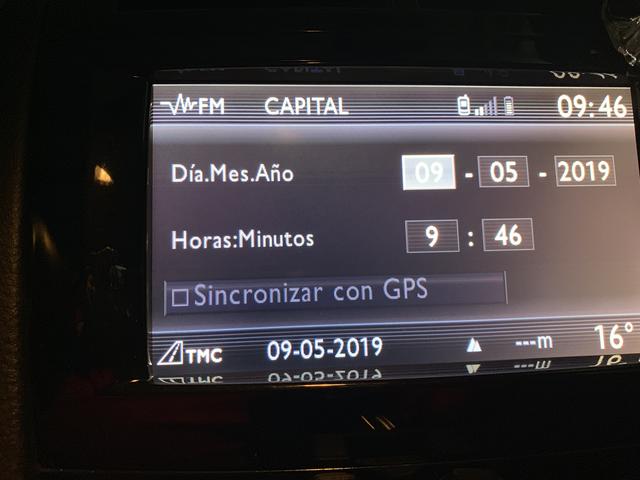 FM CAPITAL 09:46
Día.Mes.Año 09 - 05 - 2019
Horas:Minutos 9 : 46
Sincronizar con GPS
TMC 09-05-2019 ---m 16°